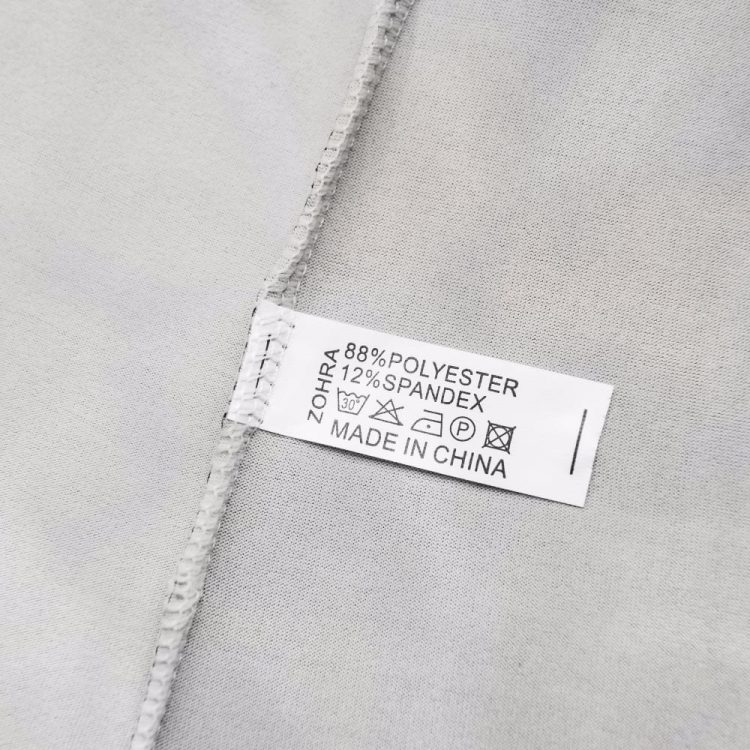 ZOHRA
88%POLYESTER
12%SPANDEX
30° P
MADE IN CHINA